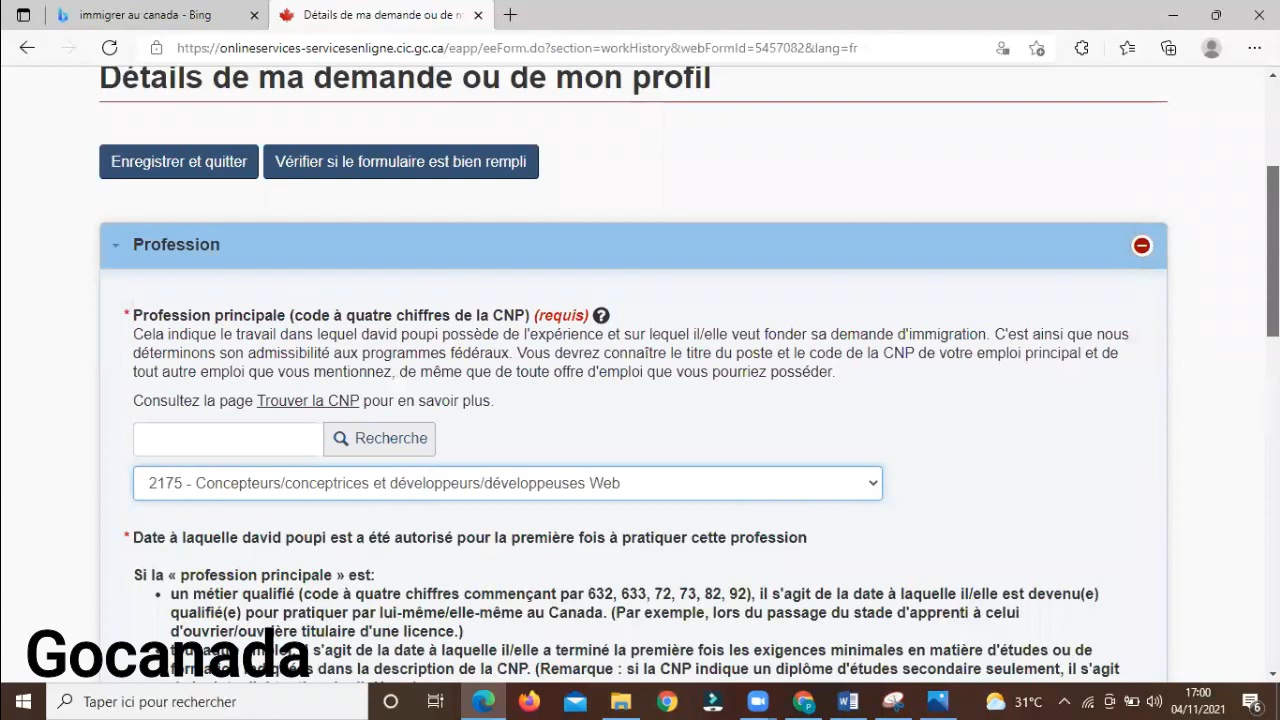 immigrer au canada - Bing
Détails de ma demande ou de m
https://onlineservices-servicesenligne.cic.gc.ca/eapp/eeForm.do?section=workHistory&webFormId=5457082&lang=fr
Détails de ma demande ou de mon profil
Enregistrer et quitter
Vérifier si le formulaire est bien rempli
Profession
* Profession principale (code à quatre chiffres de la CNP) (requis)
Cela indique le travail dans lequel david poupi possède de l'expérience et sur lequel il/elle veut fonder sa demande d'immigration. C'est ainsi que nous
déterminons son admissibilité aux programmes fédéraux. Vous devrez connaître le titre du poste et le code de la CNP de votre emploi principal et de
tout autre emploi que vous mentionnez, de même que de toute offre d'emploi que vous pourriez posséder.
Consultez la page Trouver la CNP pour en savoir plus.
Recherche
2175 - Concepteurs/conceptrices et développeurs/développeuses Web
* Date à laquelle david poupi est a été autorisé pour la première fois à pratiquer cette profession
Si la « profession principale » est:
• un métier qualifié (code à quatre chiffres commençant par 632, 633, 72, 73, 82, 92), il s'agit de la date à laquelle il/elle est devenu(e)
qualifié(e) pour pratiquer par lui-même/elle-même au Canada. (Par exemple, lors du passage du stade d'apprenti à celui
d'ouvrier/ouvrière titulaire d'une licence.)
s'agit de la date à laquelle il/elle a terminé la première fois les exigences minimales en matière d'études ou de
dans la description de la CNP. (Remarque : si la CNP indique un diplôme d'études secondaire seulement, il s'agit
Gocanada
Taper ici pour rechercher
31°C
17:00
04/11/2021
6